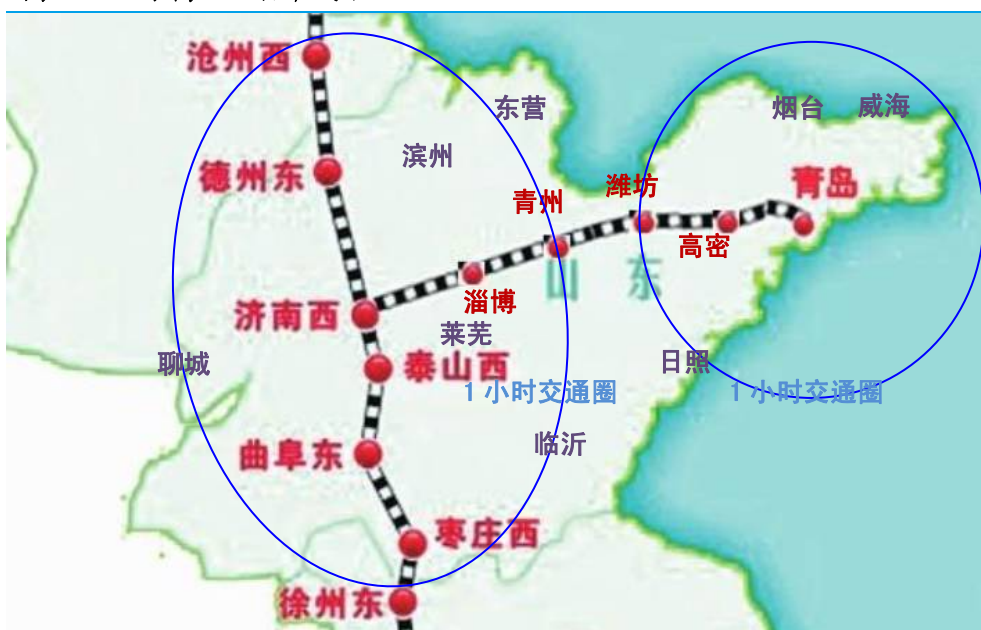 沧州西
东营
烟台
威海
滨州
德州东
潍坊
青岛
青州
高密
山东
淄博
济南西
莱芜
聊城
泰山西
日照
1小时交通圈
1小时交通圈
临沂
曲阜东
枣庄西
徐州东